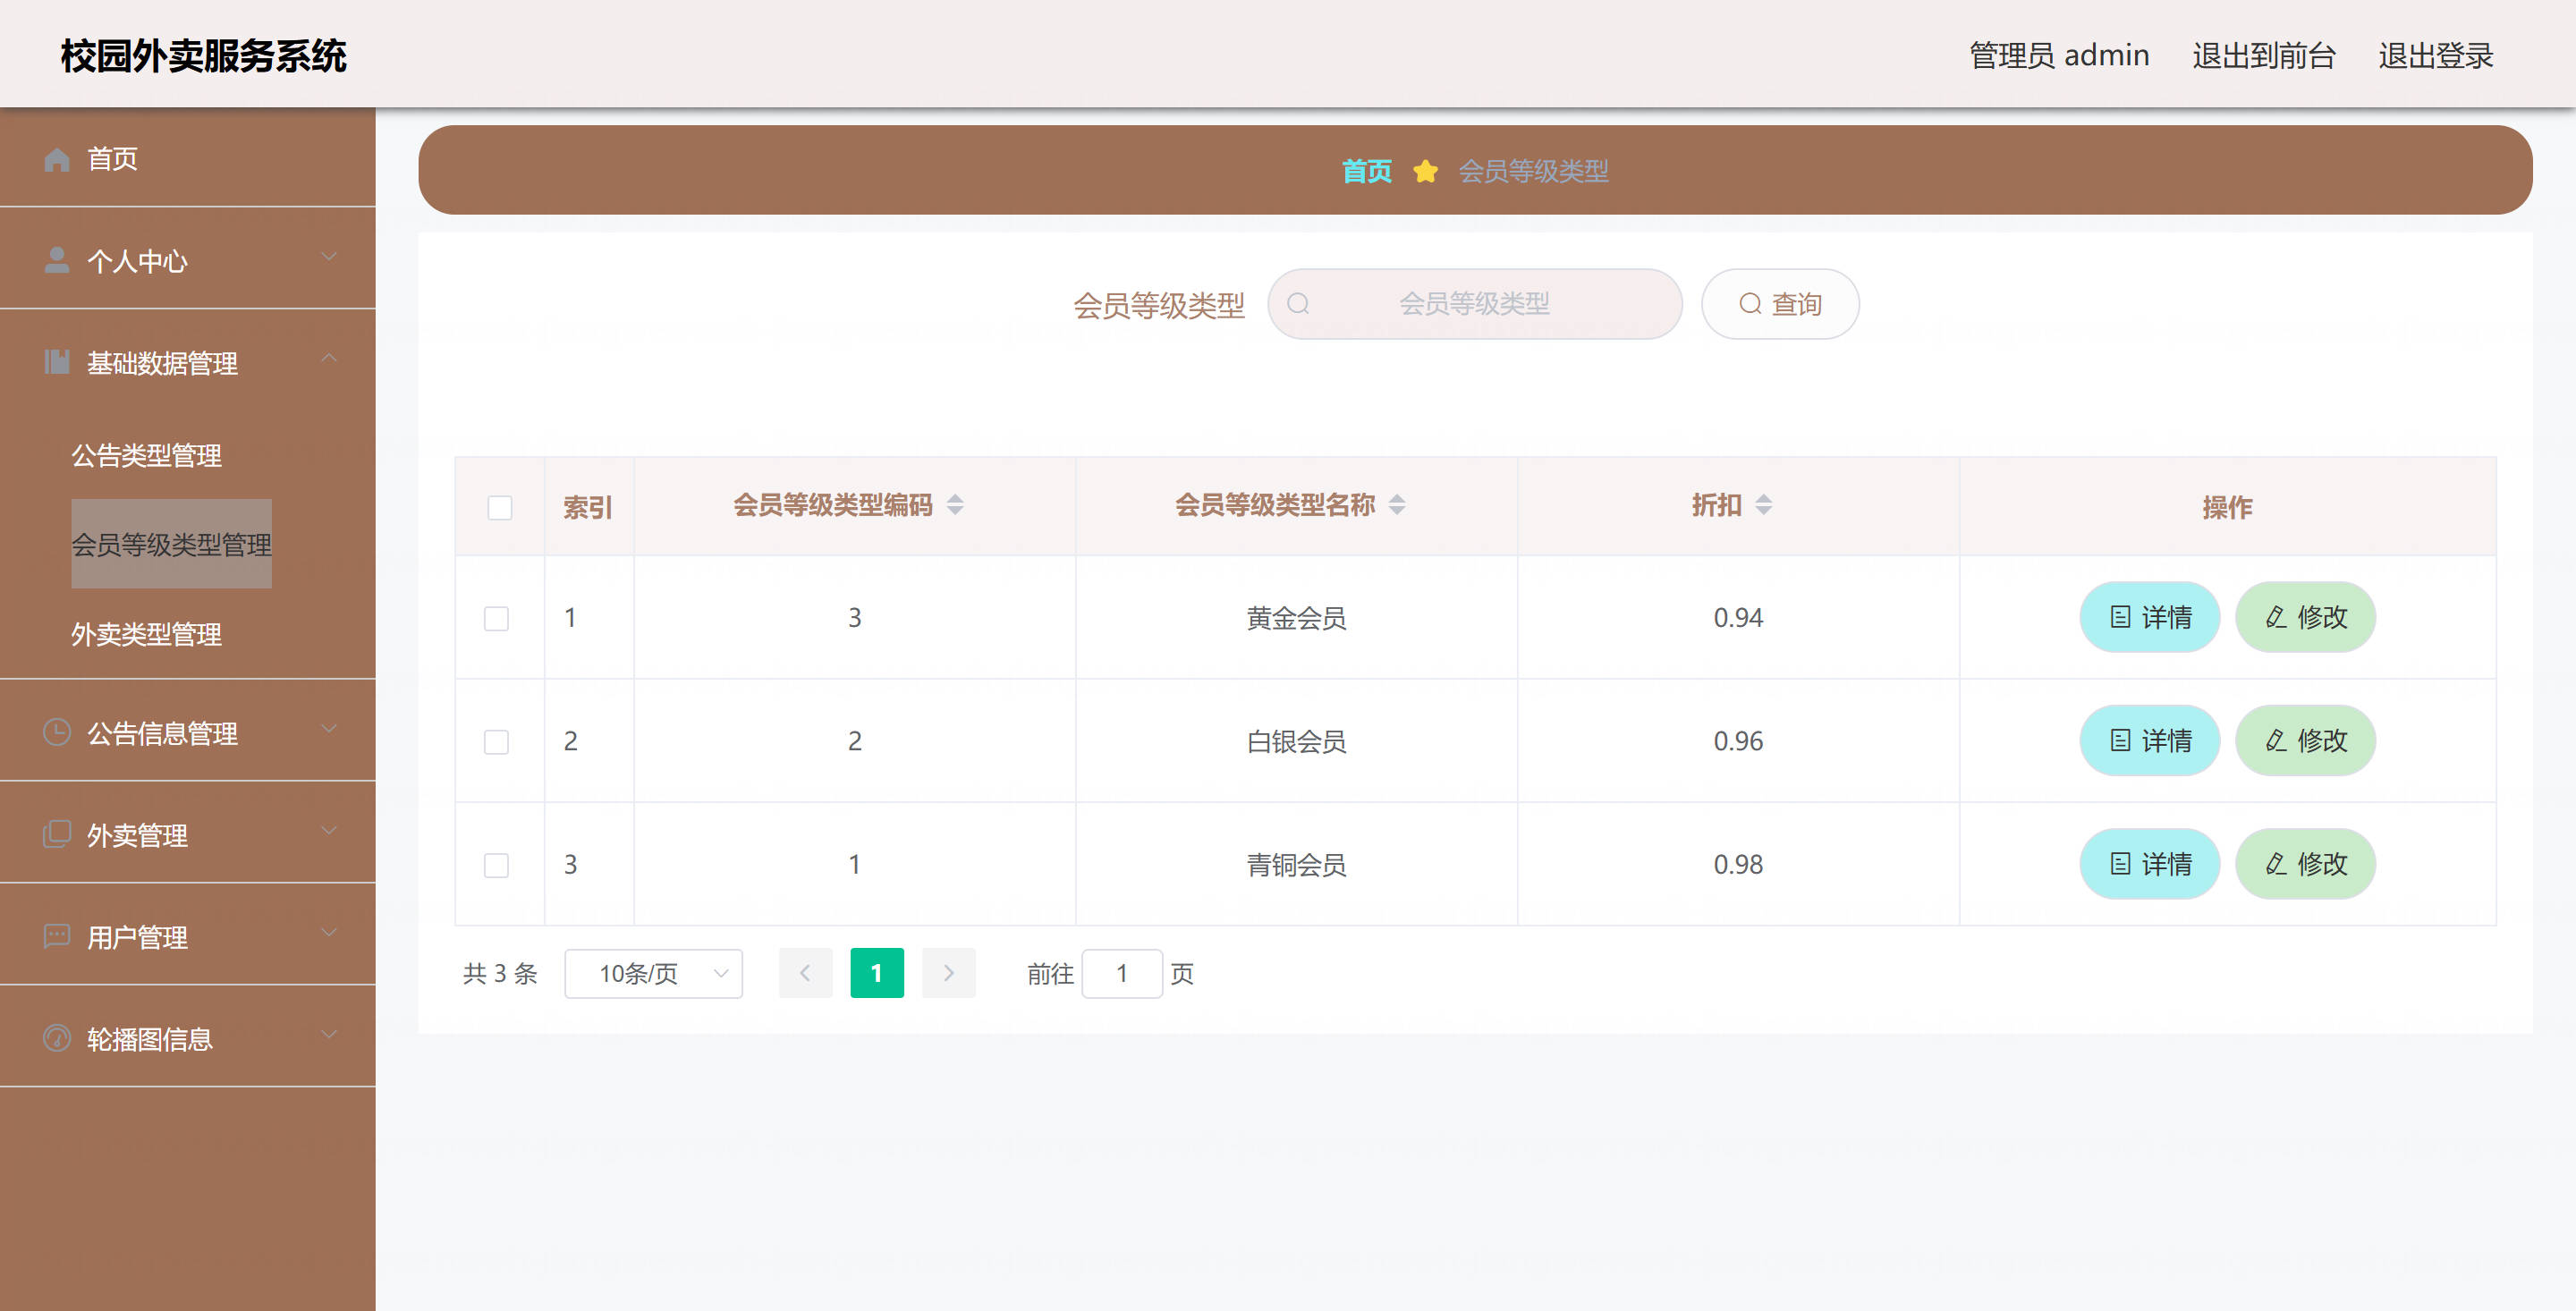 校园外卖服务系统
管理员 admin 退出到前台 退出登录
首页
个人中心
基础数据管理
公告类型管理
会员等级类型管理
外卖类型管理
公告信息管理
外卖管理
用户管理
轮播图信息
首页 会员等级类型
会员等级类型 会员等级类型 查询
索引 会员等级类型编码 会员等级类型名称 折扣 操作
1 3 黄金会员 0.94 详情 修改
2 2 白银会员 0.96 详情 修改
3 1 青铜会员 0.98 详情 修改
共 3 条 10条/页 1 前往 1 页